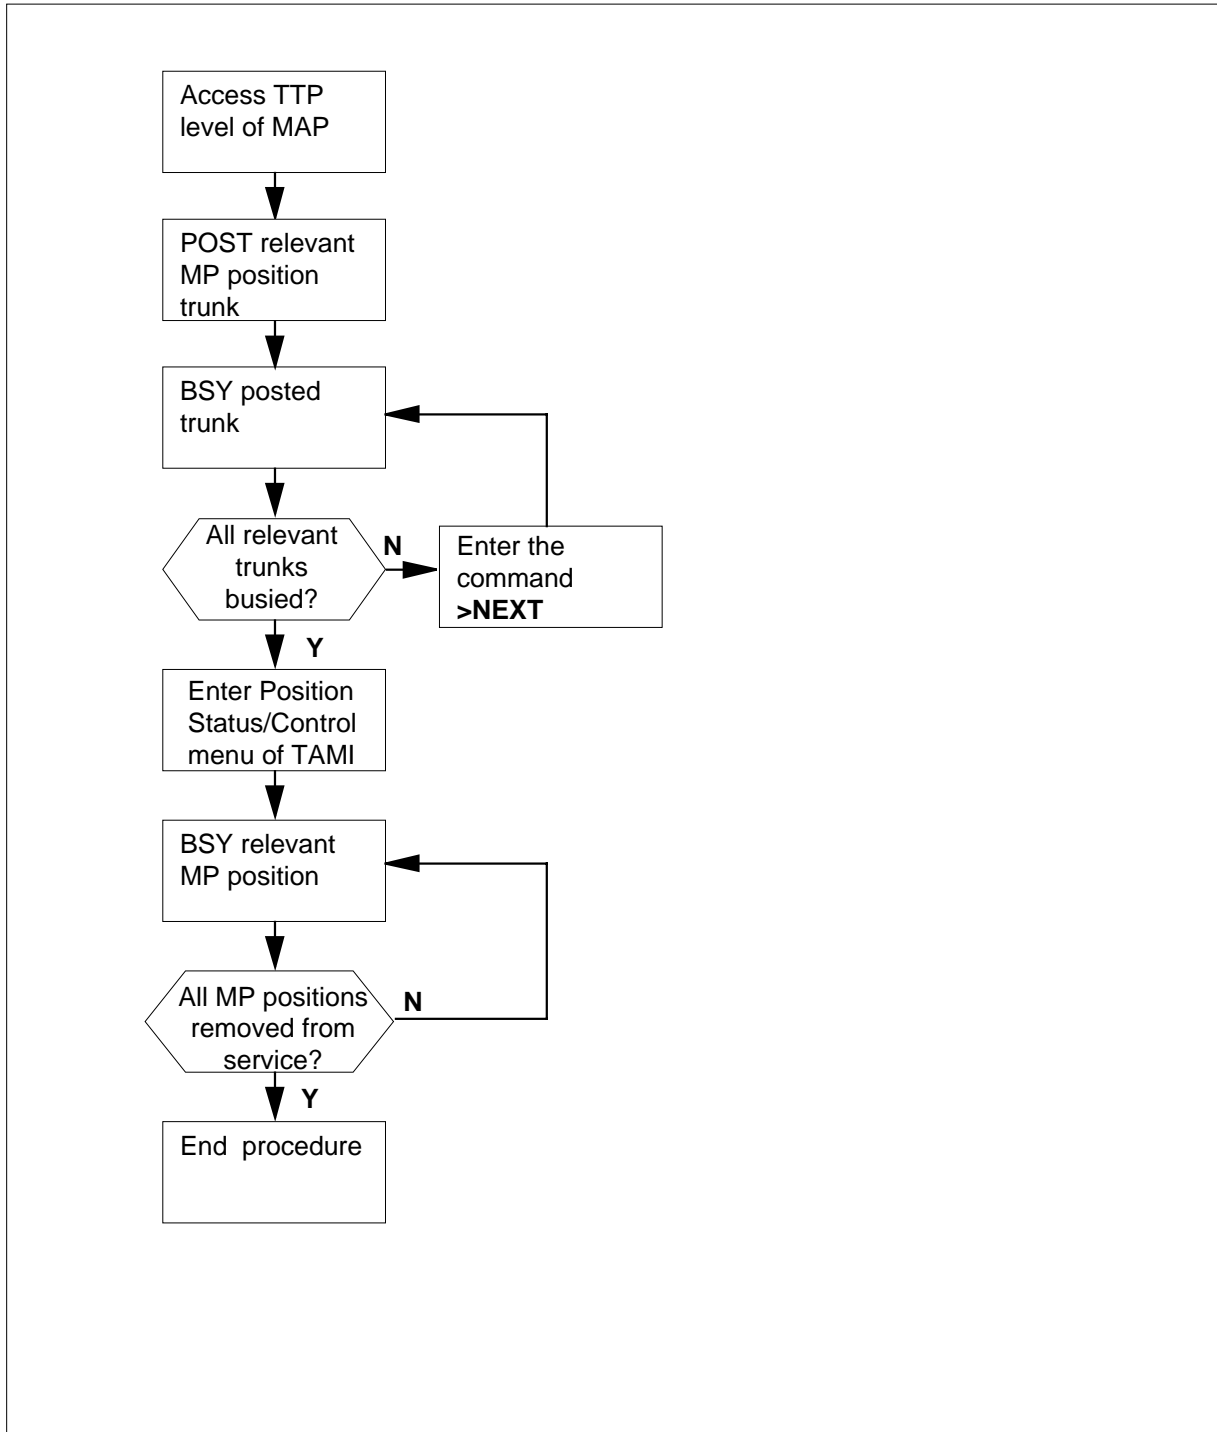 Access TTP
level of MAP
POST relevant
MP position
trunk
BSY posted
trunk
All relevant
trunks
busied?
N
Enter the
command
>NEXT
Y
Enter Position
Status/Control
menu of TAMI
BSY relevant
MP position
All MP positions
removed from
service?
N
Y
End procedure